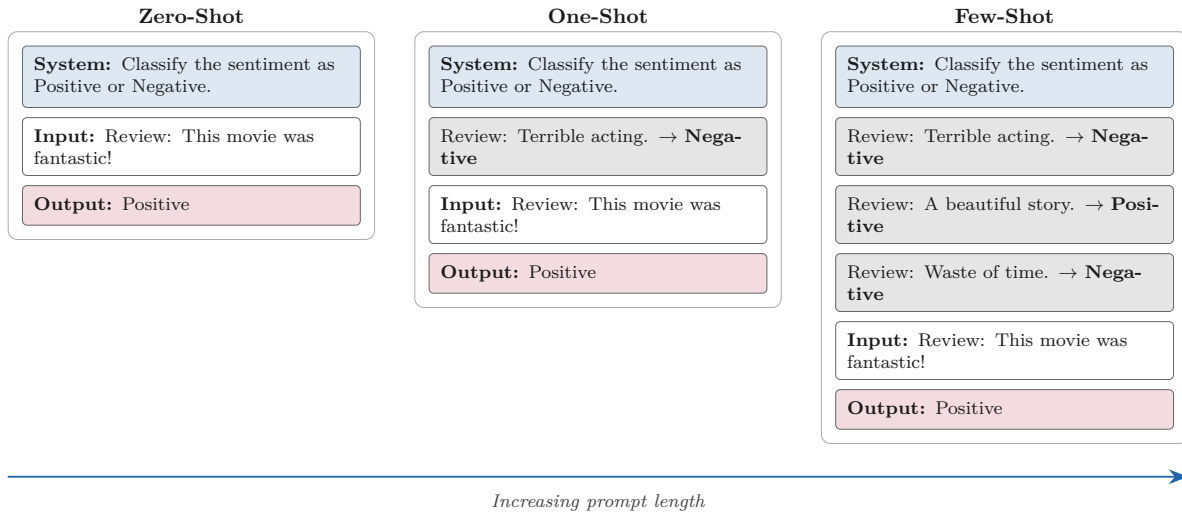 Zero-Shot
System: Classify the sentiment as
Positive or Negative.
Input: Review: This movie was
fantastic!
Output: Positive
One-Shot
System: Classify the sentiment as
Positive or Negative.
Review: Terrible acting. → Nega-
tive
Input: Review: This movie was
fantastic!
Output: Positive
Few-Shot
System: Classify the sentiment as
Positive or Negative.
Review: Terrible acting. → Nega-
tive
Review: A beautiful story. → Posi-
tive
Review: Waste of time. → Nega-
tive
Input: Review: This movie was
fantastic!
Output: Positive
Increasing prompt length